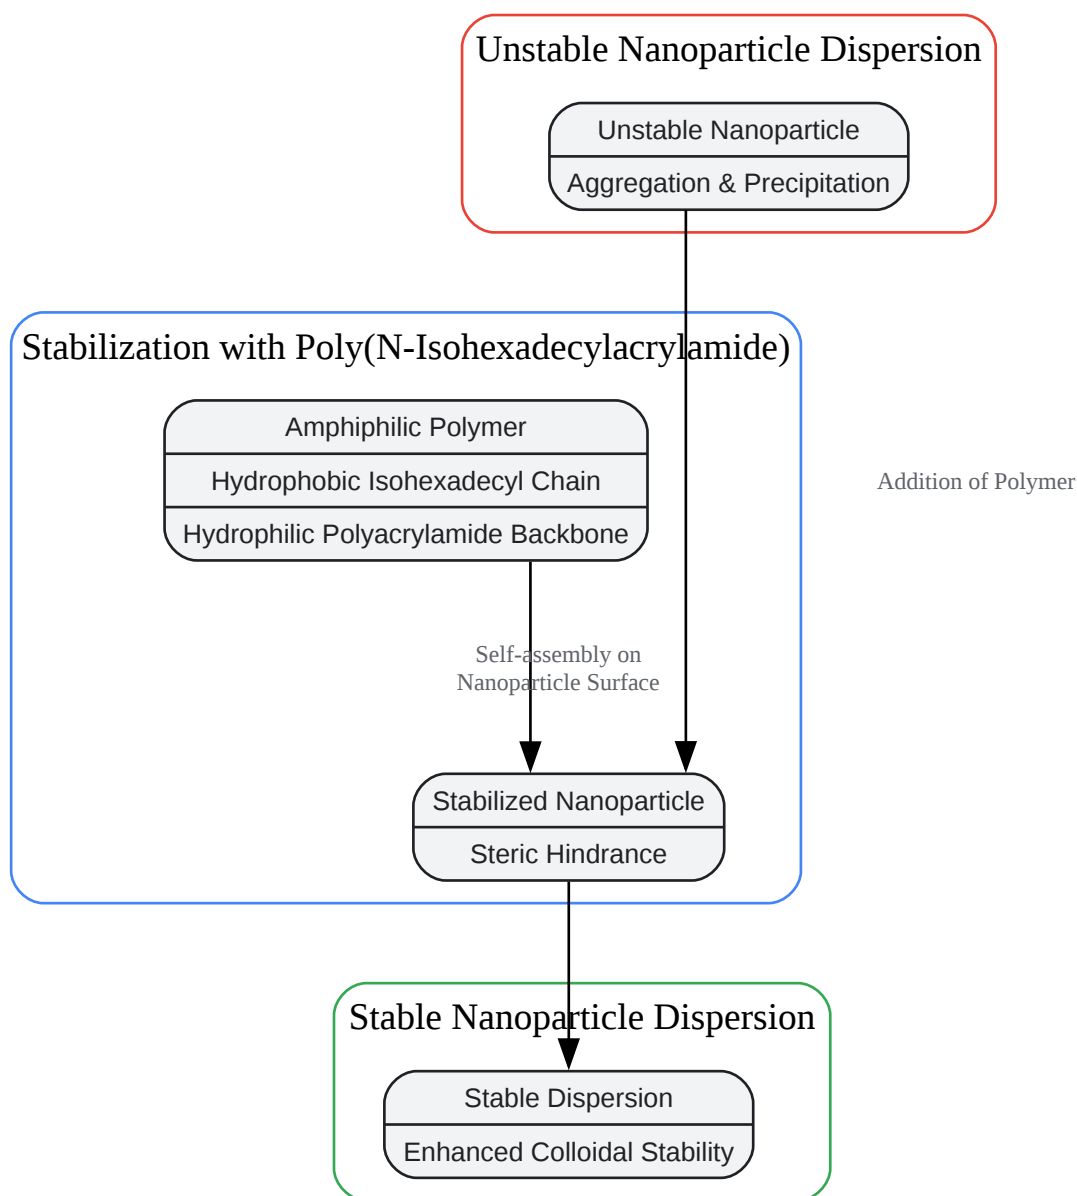 Unstable Nanoparticle Dispersion
Unstable Nanoparticle
Aggregation & Precipitation
Stabilization with Poly(N-Isohexadecylacrylamide)
Amphiphilic Polymer
Hydrophobic Isohexadecyl Chain
Hydrophilic Polyacrylamide Backbone
Addition of Polymer
Self-assembly on
Nanoparticle Surface
Stabilized Nanoparticle
Steric Hindrance
Stable Nanoparticle Dispersion
Stable Dispersion
Enhanced Colloidal Stability